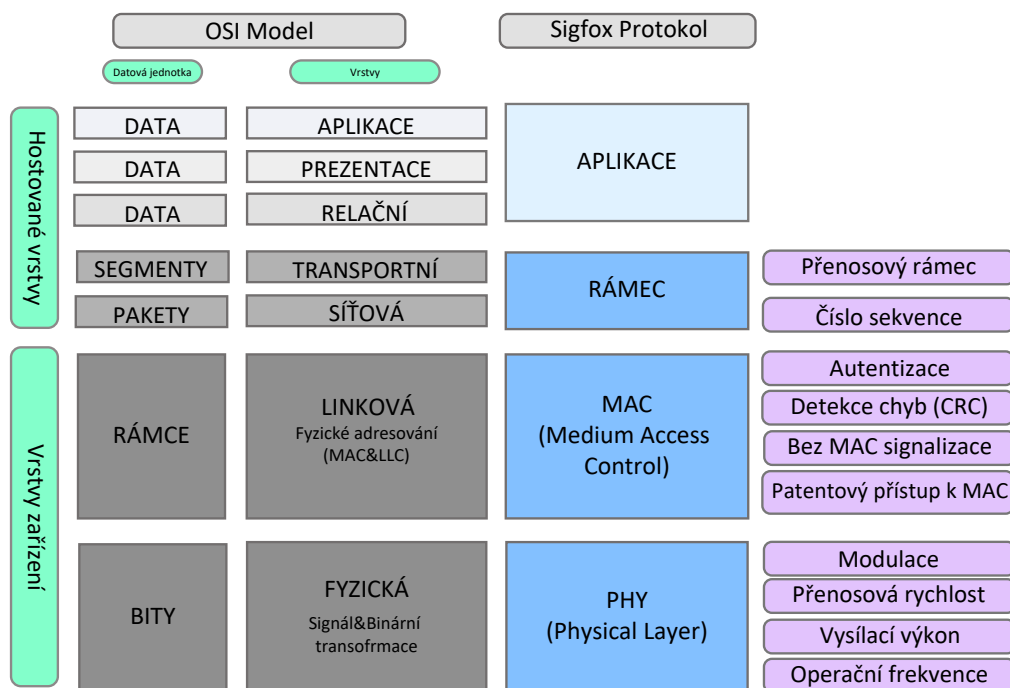 OSI Model
Sigfox Protokol
Datová jednotka
Vrstvy
Hostované vrstvy
DATA
APLIKACE
APLIKACE
DATA
PREZENTACE
DATA
RELAČNÍ
SEGMENTY
TRANSPORTNÍ
RÁMEC
Přenosový rámec
PAKETY
SÍŤOVÁ
Číslo sekvence
Vrstvy zařízení
RÁMCE
LINKOVÁ
Fyzické adresování
(MAC&LLC)
MAC
(Medium Access
Control)
Autentizace
Detekce chyb (CRC)
Bez MAC signalizace
Patentový přístup k MAC
BITY
FYZICKÁ
Signál&Binární
transofrmace
PHY
(Physical Layer)
Modulace
Přenosová rychlost
Vysílací výkon
Operační frekvence